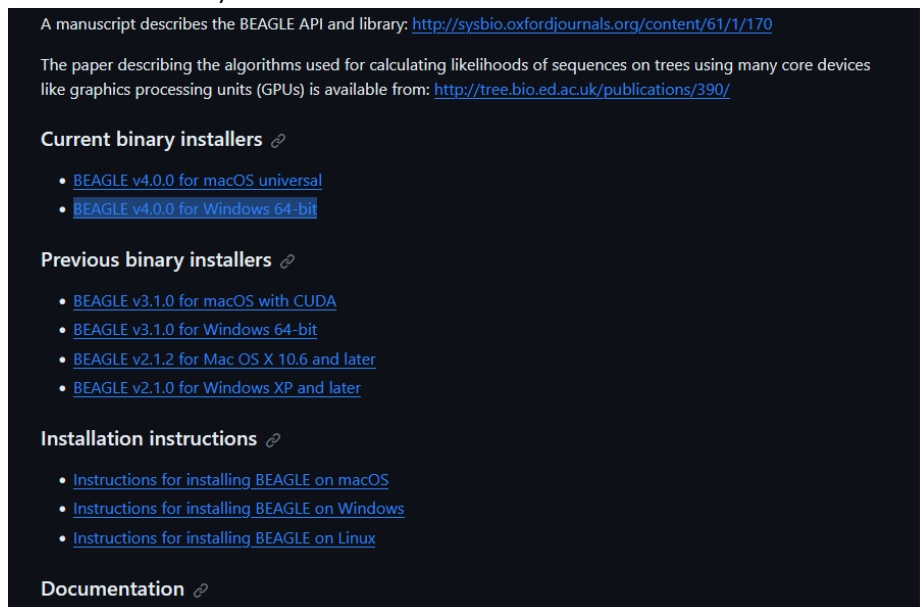 A manuscript describes the BEAGLE API and library: http://sysbio.oxfordjournals.org/content/61/1/170
The paper describing the algorithms used for calculating likelihoods of sequences on trees using many core devices
like graphics processing units (GPUs) is available from: http://tree.bio.ed.ac.uk/publications/390/
Current binary installers
BEAGLE v4.0.0 for macOS universal
BEAGLE v4.0.0 for Windows 64-bit
Previous binary installers
BEAGLE v3.1.0 for macOS with CUDA
BEAGLE v3.1.0 for Windows 64-bit
BEAGLE v2.1.2 for Mac OS X 10.6 and later
BEAGLE v2.1.0 for Windows XP and later
Installation instructions
Instructions for installing BEAGLE on macOS
Instructions for installing BEAGLE on Windows
Instructions for installing BEAGLE on Linux
Documentation